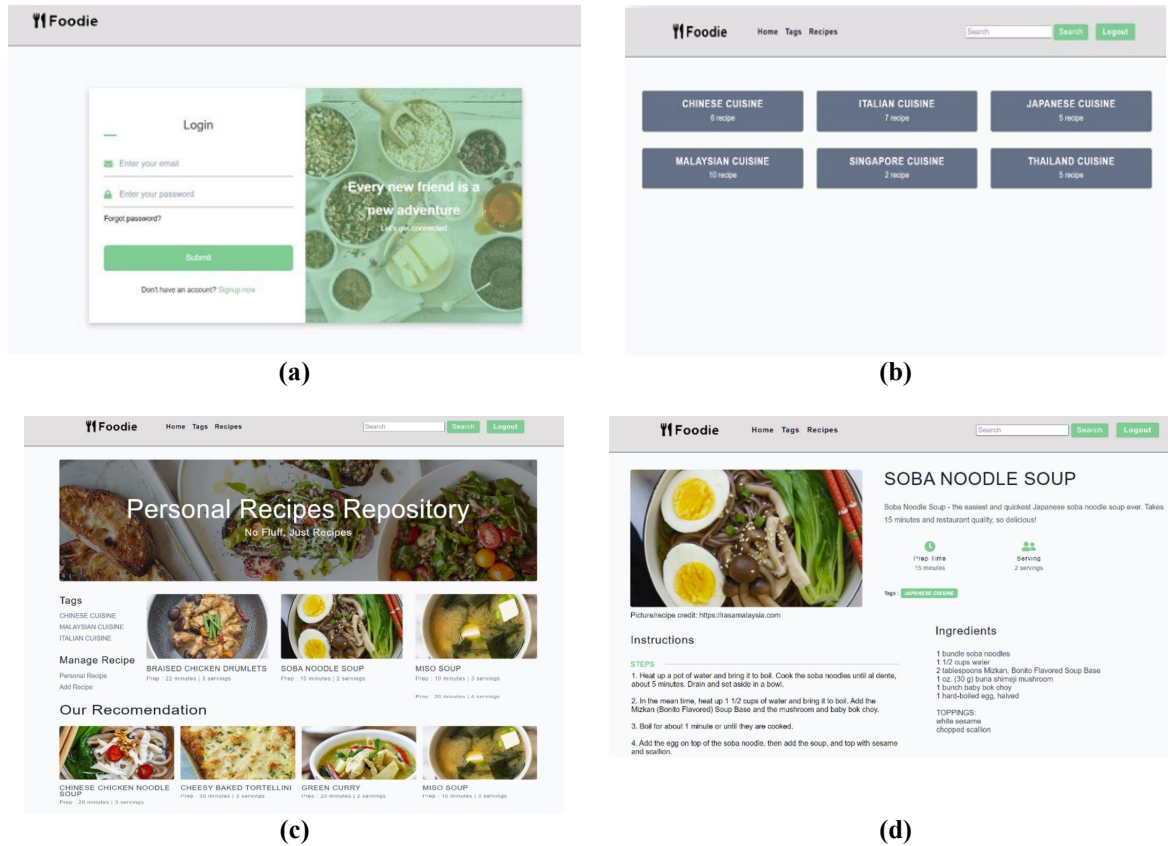 Foodie
Login
Enter your email
Enter your password
Forgot password?
Submit
Don't have an account? Signup now
Every new friend is a
new adventure
Let's get connected
(a)
Foodie Home Tags Recipes Search Search Logout
CHINESE CUISINE
6 recipe
ITALIAN CUISINE
7 recipe
JAPANESE CUISINE
5 recipe
MALAYSIAN CUISINE
10 recipe
SINGAPORE CUISINE
2 recipe
THAILAND CUISINE
5 recipe
(b)
Foodie Home Tags Recipes Search Search Logout
Personal Recipes Repository
No Fluff, Just Recipes
Tags
CHINESE CUISINE
MALAYSIAN CUISINE
ITALIAN CUISINE
Manage Recipe
Personal Recipe
Add Recipe
BRAISED CHICKEN DRUMLETS
Prep : 22 minutes | 3 servings
SOBA NOODLE SOUP
Prep : 15 minutes | 2 servings
MISO SOUP
Prep : 10 minutes | 3 servings
Prep : 20 minutes | 4 servings
Our Recomendation
CHINESE CHICKEN NOODLE
SOUP
Prep : 20 minutes | 3 servings
CHEESY BAKED TORTELLINI
Prep : 30 minutes | 5 servings
GREEN CURRY
Prep : 20 minutes | 2 servings
MISO SOUP
Prep : 10 minutes | 3 servings
(c)
Foodie Home Tags Recipes Search Search Logout
SOBA NOODLE SOUP
Soba Noodle Soup - the easiest and quickest Japanese soba noodle soup ever. Takes
15 minutes and restaurant quality, so delicious!
Prep Time
15 minutes
Serving
2 servings
Tags : JAPANESE CUISINE
Picture/recipe credit: https://rasamalaysia.com
Instructions
STEPS
1. Heat up a pot of water and bring it to boil. Cook the soba noodles until al dente,
about 5 minutes. Drain and set aside in a bowl.
2. In the mean time, heat up 1 1/2 cups of water and bring it to boil. Add the
Mizkan (Bonito Flavored) Soup Base and the mushroom and baby bok choy.
3. Boil for about 1 minute or until they are cooked.
4. Add the egg on top of the soba noodle, then add the soup, and top with sesame
and scallion.
Ingredients
1 bundle soba noodles
1 1/2 cups water
2 tablespoons Mizkan, Bonito Flavored Soup Base
1 oz. (30 g) buna shimeji mushroom
1 bunch baby bok choy
1 hard-boiled egg, halved
TOPPINGS:
white sesame
chopped scallion
(d)